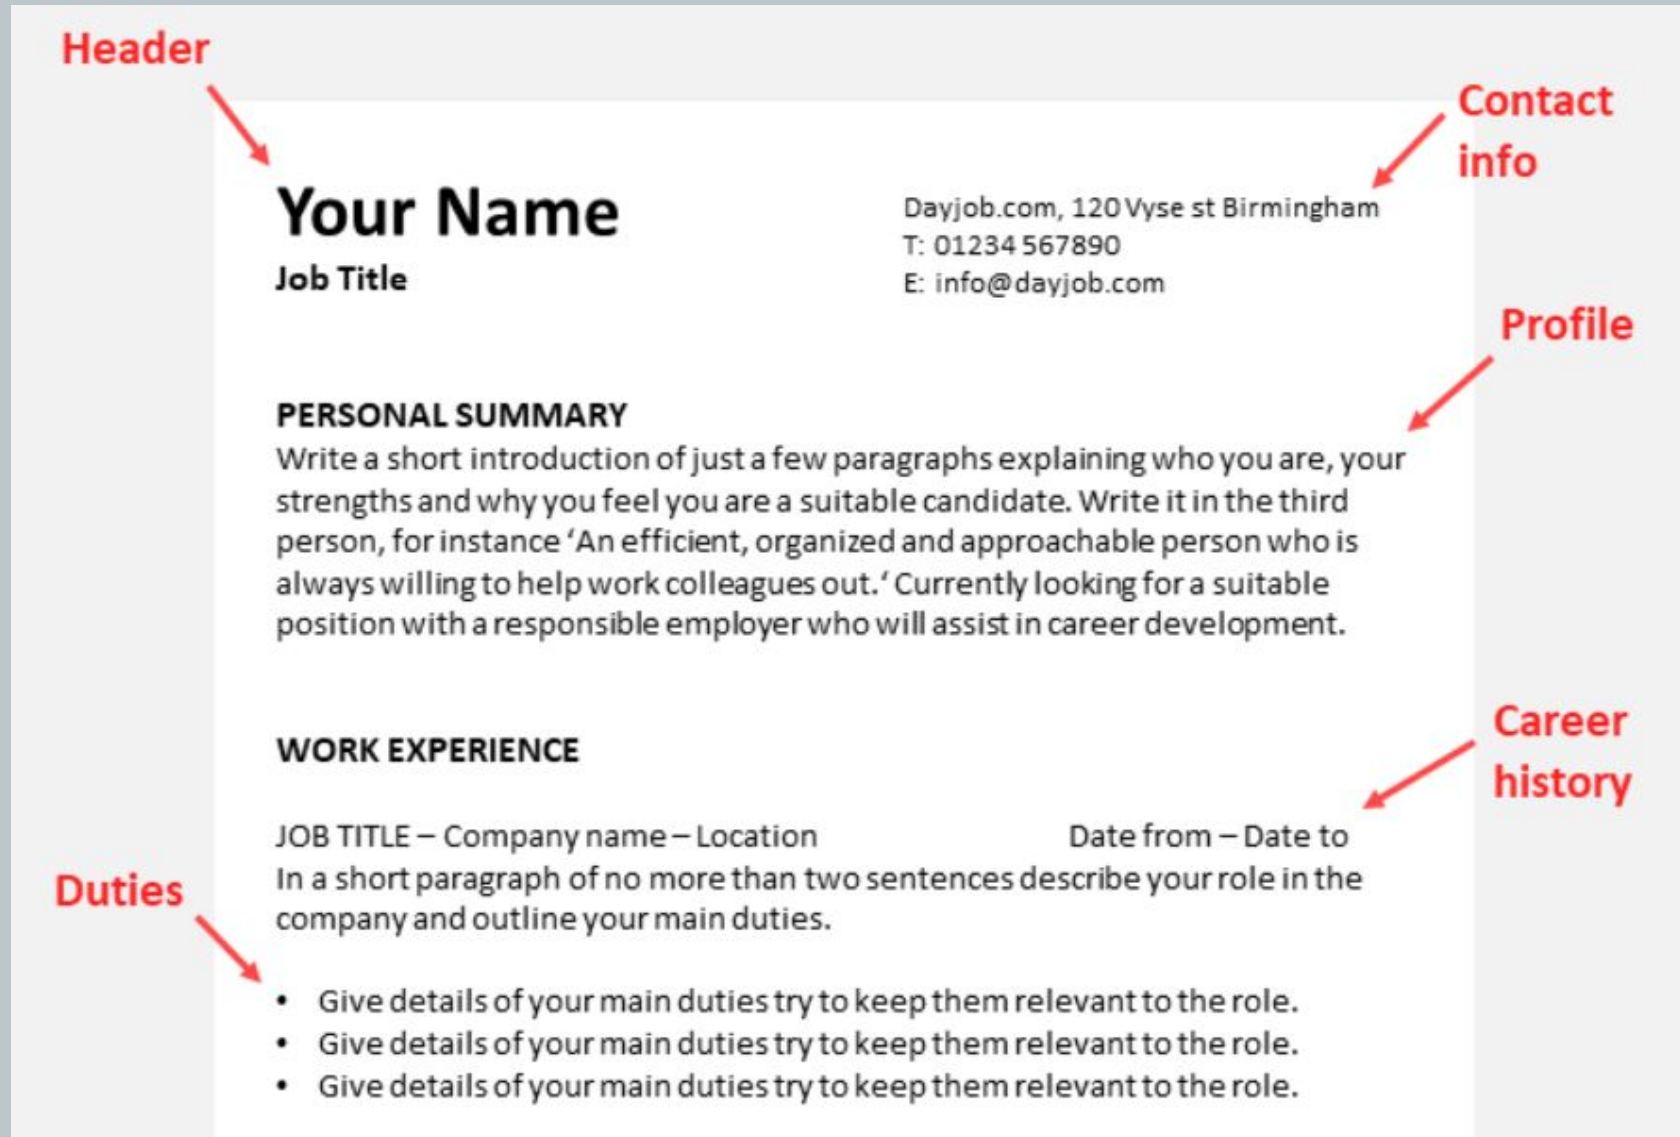 Header
Contact
info
Your Name
Dayjob.com, 120 Vyse st Birmingham
T: 01234 567890
Job Title
E: info@dayjob.com
Profile
PERSONAL SUMMARY
Write a short introduction of just a few paragraphs explaining who you are, your
strengths and why you feel you are a suitable candidate. Write it in the third
person, for instance ‘An efficient, organized and approachable person who is
always willing to help work colleagues out.‘ Currently looking for a suitable
position with a responsible employer who will assist in career development.
Career
history
WORK EXPERIENCE
JOB TITLE – Company name – Location
Date from – Date to
In a short paragraph of no more than two sentences describe your role in the
company and outline your main duties.
Duties
• Give details of your main duties try to keep them relevant to the role.
• Give details of your main duties try to keep them relevant to the role.
• Give details of your main duties try to keep them relevant to the role.